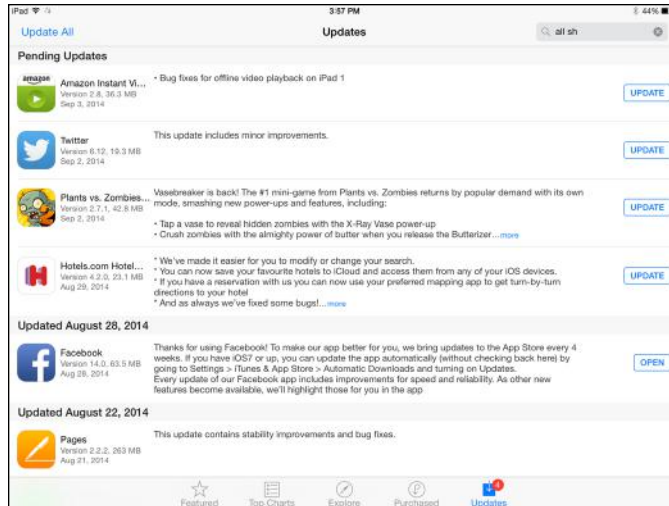 iPad 3:57 PM 44%
Update All Updates all sh
Pending Updates
amazon
Amazon Instant Vi...
Version 2.8, 36.3 MB
Sep 3, 2014
• Bug fixes for offline video playback on iPad 1
UPDATE
Twitter
Version 6.12, 19.3 MB
Sep 2, 2014
This update includes minor improvements.
UPDATE
Plants vs. Zombies...
Version 2.7.1, 42.8 MB
Sep 2, 2014
Vasebreaker is back! The #1 mini-game from Plants vs. Zombies returns by popular demand with its own
mode, smashing new power-ups and features, including:
• Tap a vase to reveal hidden zombies with the X-Ray Vase power-up
• Crush zombies with the almighty power of butter when you release the Butterizer...more
UPDATE
Hotels.com Hotel...
Version 4.2.0, 23.1 MB
Aug 29, 2014
* We've made it easier for you to modify or change your search.
* You can now save your favourite hotels to iCloud and access them from any of your iOS devices.
* If you have a reservation with us you can now use your preferred mapping app to get turn-by-turn
directions to your hotel
* And as always we've fixed some bugs!...more
UPDATE
Updated August 28, 2014
Facebook
Version 14.0, 63.5 MB
Aug 28, 2014
Thanks for using Facebook! To make our app better for you, we bring updates to the App Store every 4
weeks. If you have iOS7 or up, you can update the app automatically (without checking back here) by
going to Settings > iTunes & App Store > Automatic Downloads and turning on Updates.
Every update of our Facebook app includes improvements for speed and reliability. As other new
features become available, we'll highlight those for you in the app
OPEN
Updated August 22, 2014
Pages
Version 2.2.2, 263 MB
Aug 21, 2014
This update contains stability improvements and bug fixes.
4
Featured Top Charts Explore Purchased Updates